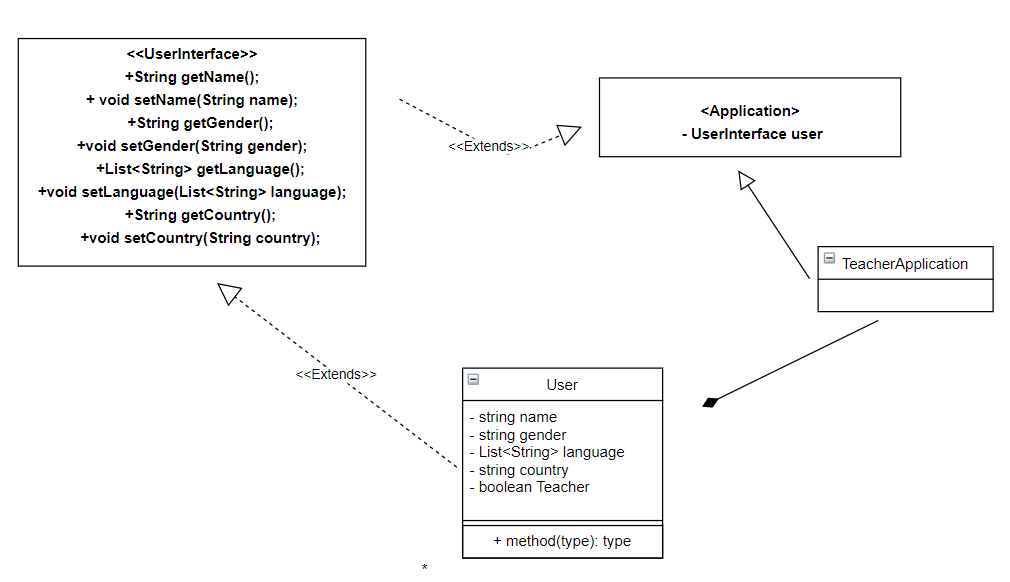 <<UserInterface>>
+String getName();
+ void setName(String name);
+String getGender();
+void setGender(String gender);
+List<String> getLanguage();
+void setLanguage(List<String> language);
+String getCountry();
+void setCountry(String country);
<<Extends>>
<Application>
- UserInterface user
TeacherApplication
<<Extends>>
User
- string name
- string gender
- List<String> language
- string country
- boolean Teacher
+ method(type): type
*